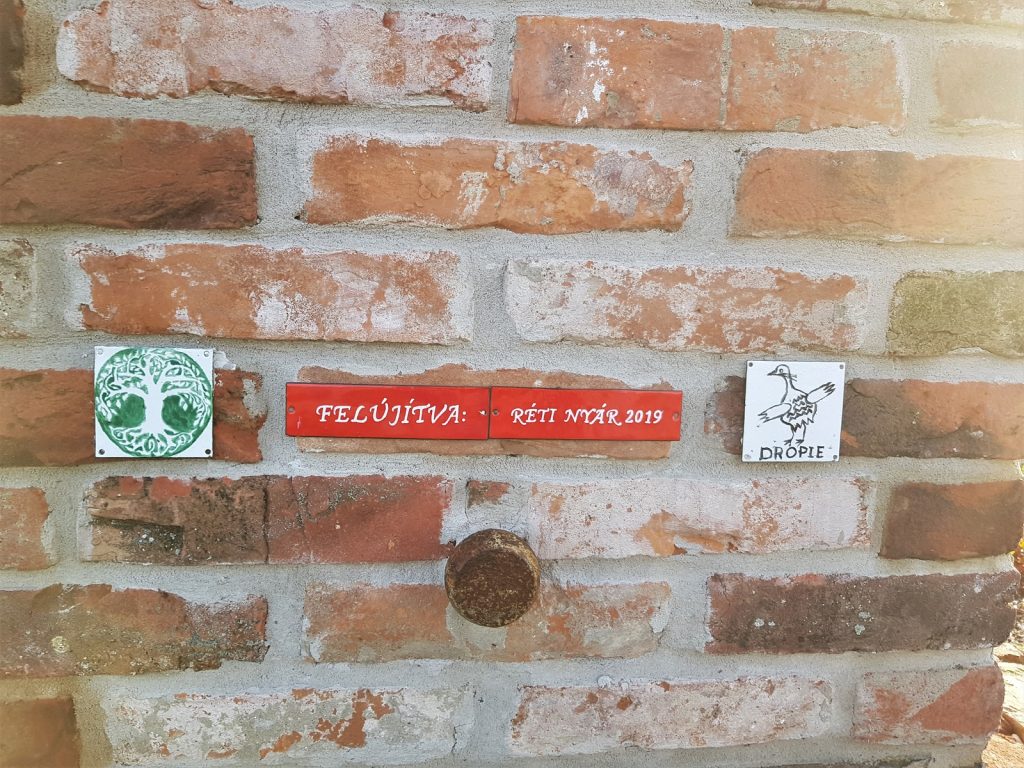 FELÚJÍTVA: RÉTI NYÁR 2019
DROPIE